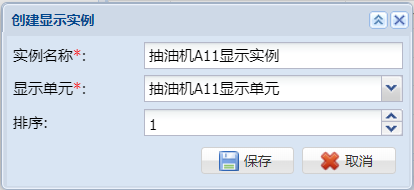 创建显示实例
实例名称*: 抽油机A11显示实例
显示单元*: 抽油机A11显示单元
排序: 1
保存 取消